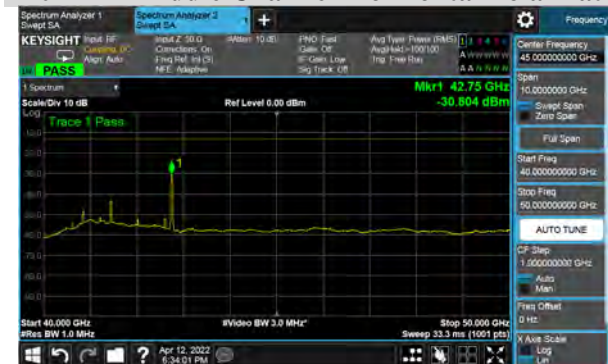 Spectrum Analyzer 1
Swept SA
Spectrum Analyzer 2
Swept SA
+
Frequency
KEYSIGHT Input: RF
Coupling: DC
Align: Auto
Input Z: 50 Ω
Corrections: On
Freq Ref: Int (S)
NFE: Adaptive
#Atten: 10 dB
PNO: Fast
Gate: Off
IF Gain: Low
Sig Track: Off
Avg Type: Power (RMS)
Avg|Hold:>100/100
Trig: Free Run
PASS
1 Spectrum
Scale/Div 10 dB
Ref Level 0.00 dBm
Mkr1 42.75 GHz
-30.804 dBm
Log
Trace 1 Pass
1
Start 40.000 GHz
#Res BW 1.0 MHz
#Video BW 3.0 MHz*
Stop 50.000 GHz
Sweep 33.3 ms (1001 pts)
Center Frequency
45.000000000 GHz
Span
10.0000000 GHz
Swept Span
Zero Span
Full Span
Start Freq
40.000000000 GHz
Stop Freq
50.000000000 GHz
AUTO TUNE
CF Step
1.000000000 GHz
Auto
Man
Freq Offset
0 Hz
X Axis Scale
Log
Lin
? Apr 12, 2022
6:34:01 PM